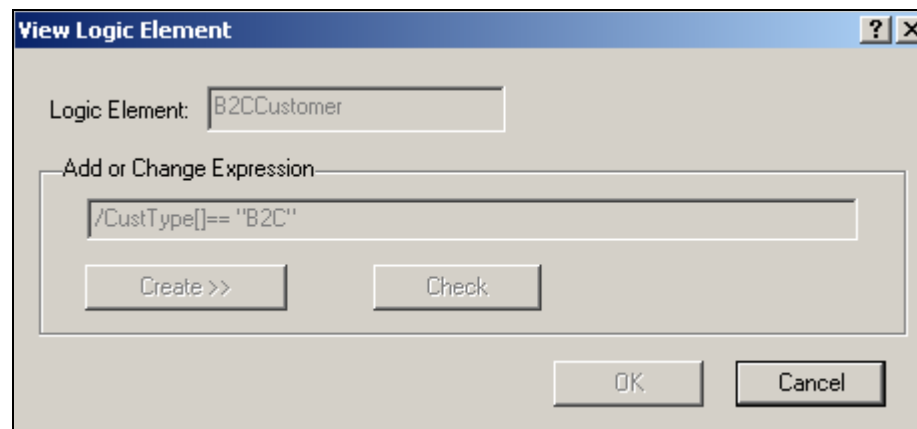 View Logic Element
? X
Logic Element: B2CCustomer
Add or Change Expression
/CustType[]== "B2C"
Create >> Check
OK Cancel